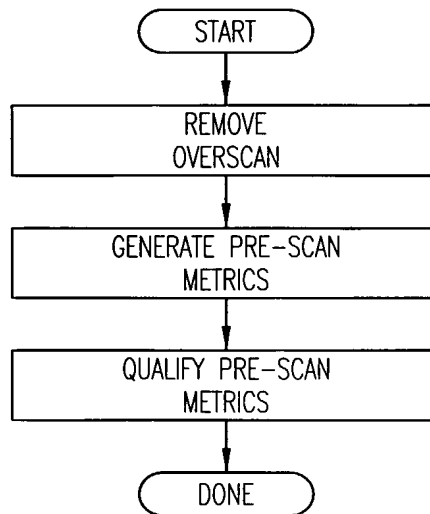 START
REMOVE
OVERSCAN
GENERATE PRE-SCAN
METRICS
QUALIFY PRE-SCAN
METRICS
DONE